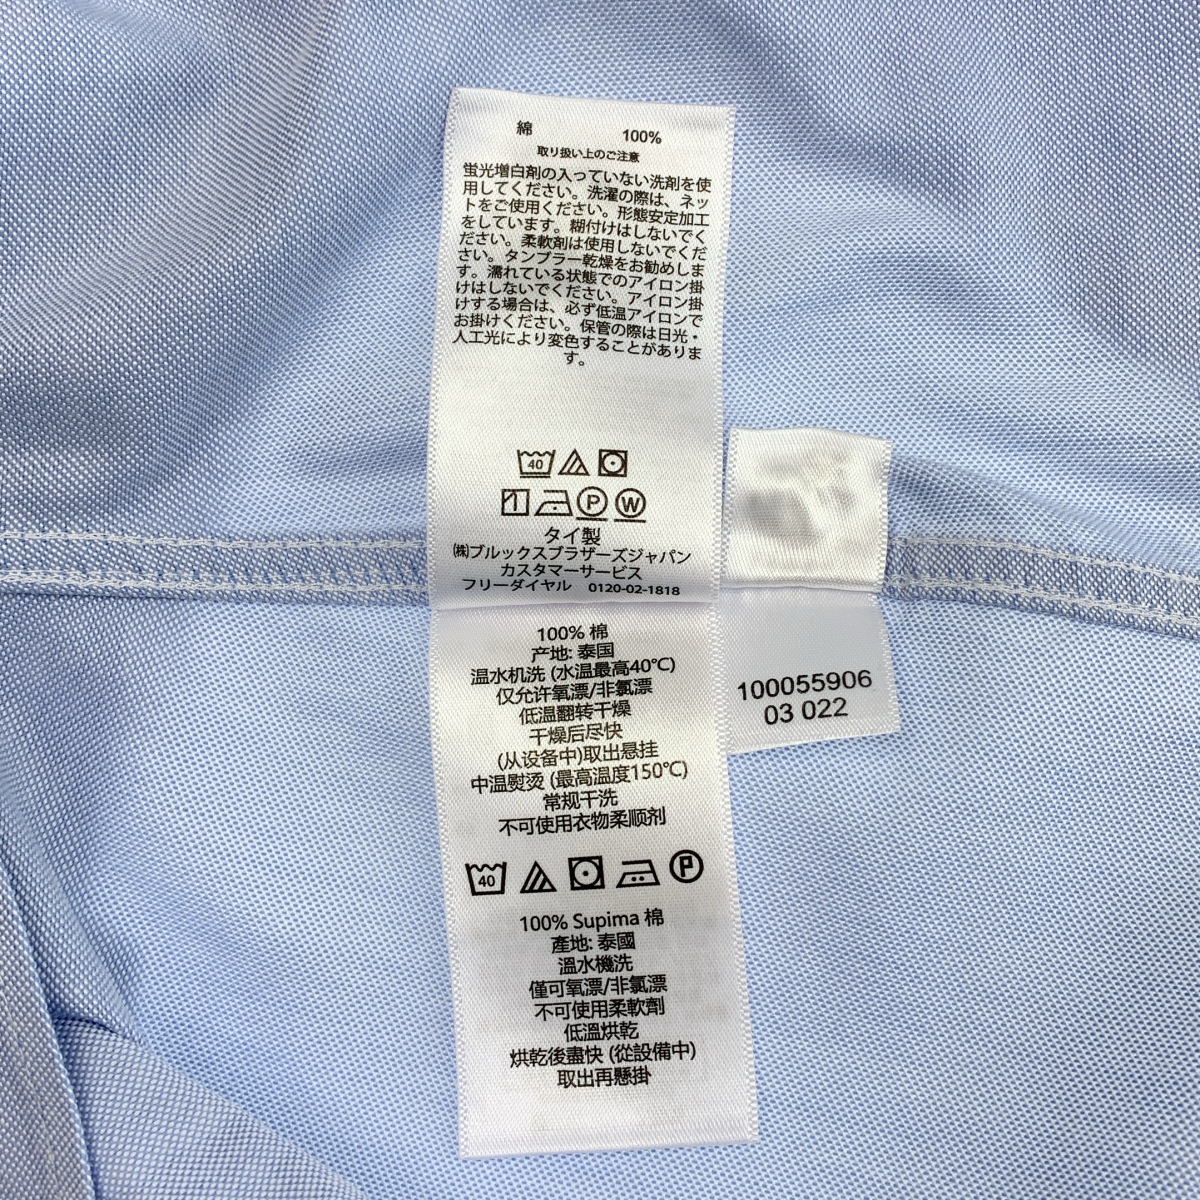 綿 100%
取り扱い上のご注意
蛍光増白剤の入っていない洗剤を使
用してください。洗濯の際は、ネッ
トをご使用ください。形態安定加工
をしています。糊付けはしないでく
ださい。柔軟剤は使用しないでくだ
さい。タンブラー乾燥をお勧めしま
す。濡れている状態でのアイロン掛
けはしないでください。アイロン掛
けする場合は、必ず低温アイロンで
お掛けください。保管の際は日光・
人工光により変色することがありま
す。
40
P W
タイ製
㈱ブルックスブラザーズジャパン
カスタマーサービス
フリーダイヤル 0120-02-1818
100% 棉
产地: 泰国
温水机洗 (水温最高40℃)
仅允许氧漂/非氯漂
低温翻转干燥
干燥后尽快
(从设备中)取出悬挂
中温熨烫 (最高温度150℃)
常规干洗
不可使用衣物柔顺剂
40 P
100% Supima 棉
產地: 泰國
溫水機洗
僅可氧漂/非氯漂
不可使用柔軟劑
低溫烘乾
烘乾後盡快 (從設備中)
取出再懸掛
100055906
03 022